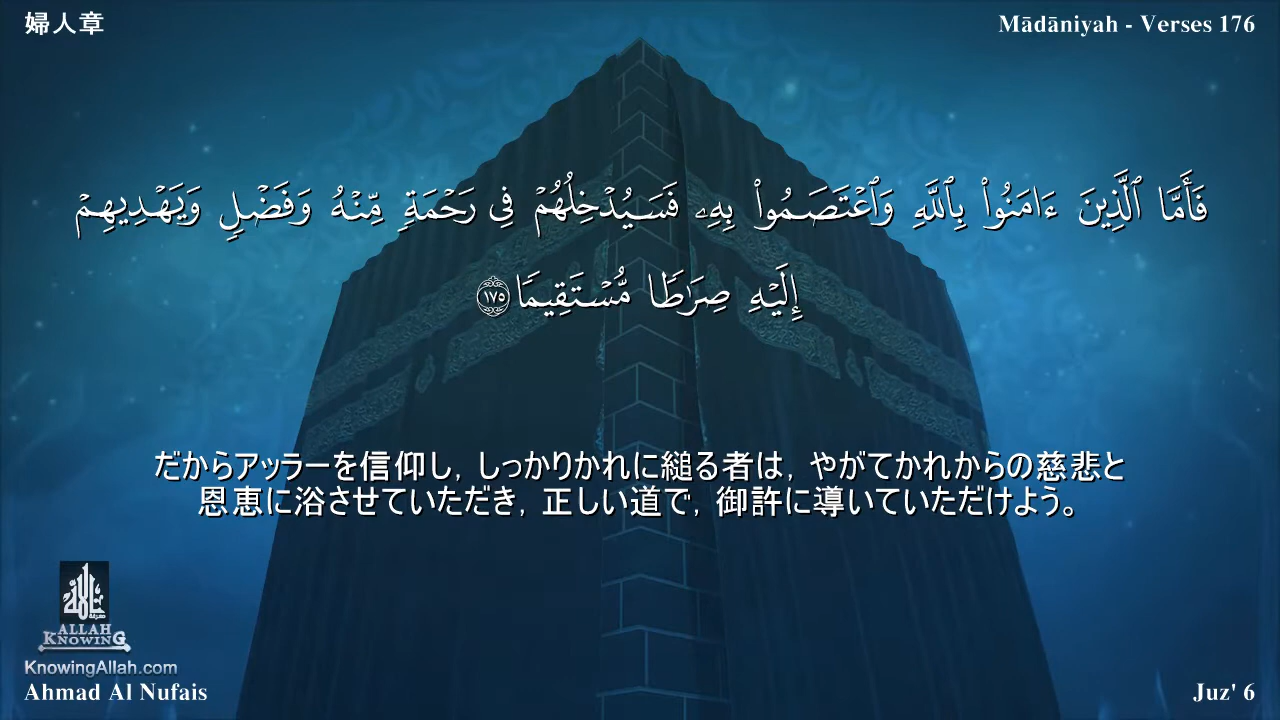 婦人章
Mādāniyah - Verses 176
فَأَمَّا ٱلَّذِينَ ءَامَنُوا۟ بِٱللَّهِ وَٱعْتَصَمُوا۟ بِهِۦ فَسَيُدْخِلُهُمْ فِى رَحْمَةٍ مِّنْهُ وَفَضْلٍ وَيَهْدِيهِمْ
إِلَيْهِ صِرَٰطًا مُّسْتَقِيمًا ١٧٥
だからアッラーを信仰し, しっかりかれに縋る者は, やがてかれからの慈悲と
恩恵に浴させていただき, 正しい道で, 御許に導いていただけよう。
ALLAH
KNOWING
KnowingAllah.com
Ahmad Al Nufais
Juz' 6